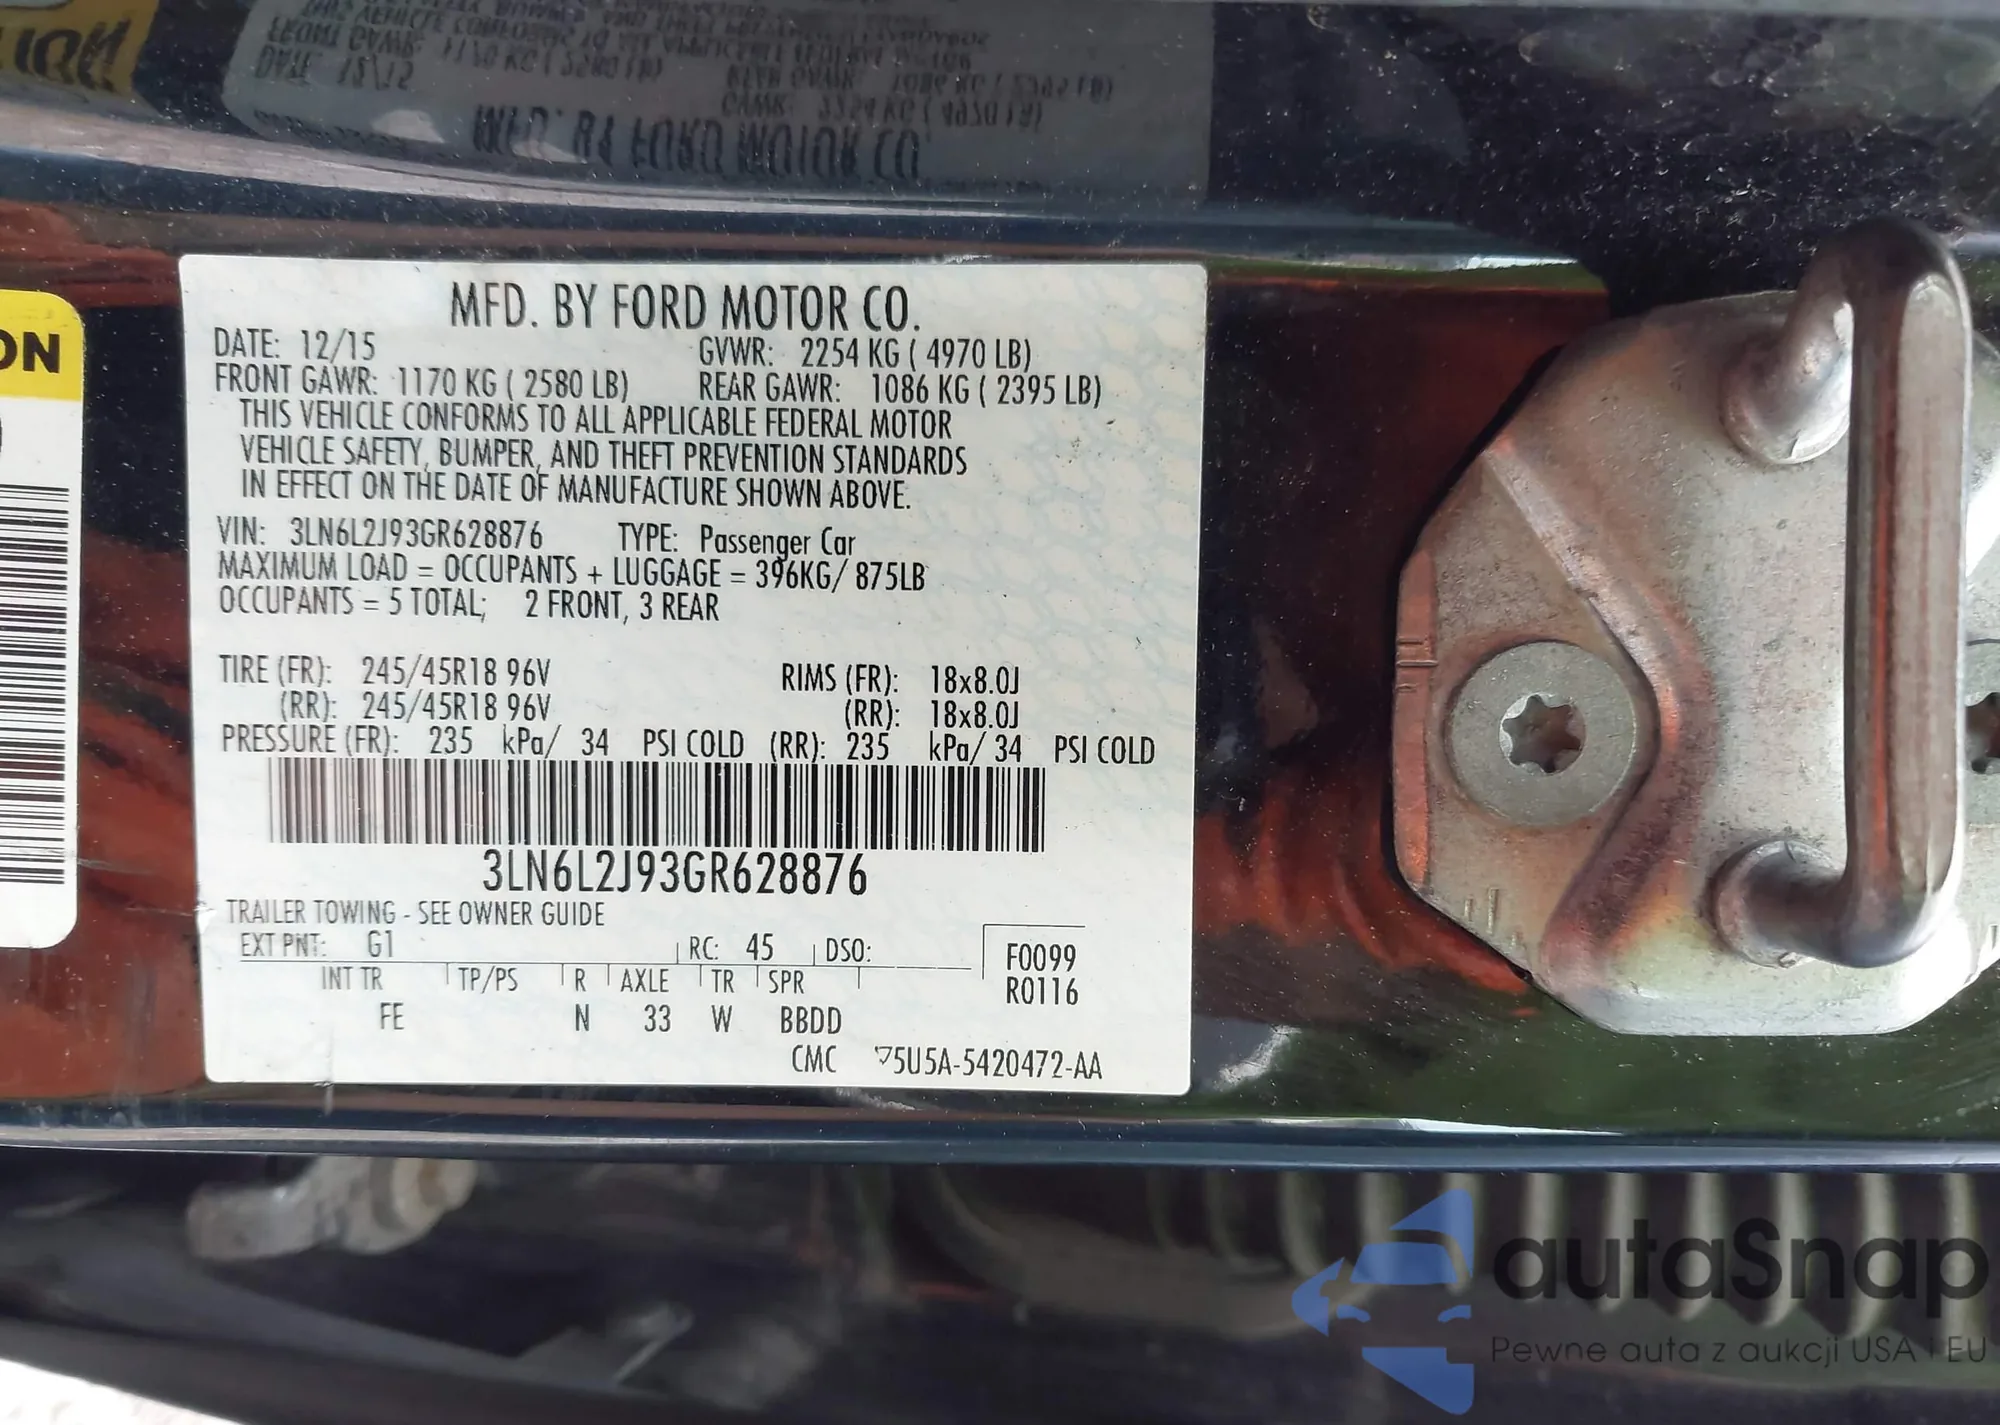 MFD. BY FORD MOTOR CO.
DATE: 12/15 GVWR: 2254 KG ( 4970 LB)
FRONT GAWR: 1170 KG ( 2580 LB) REAR GAWR: 1086 KG ( 2395 LB)
THIS VEHICLE CONFORMS TO ALL APPLICABLE FEDERAL MOTOR
VEHICLE SAFETY, BUMPER, AND THEFT PREVENTION STANDARDS
IN EFFECT ON THE DATE OF MANUFACTURE SHOWN ABOVE.
VIN: 3LN6L2J93GR628876 TYPE: Passenger Car
MAXIMUM LOAD = OCCUPANTS + LUGGAGE = 396KG/ 875LB
OCCUPANTS = 5 TOTAL; 2 FRONT, 3 REAR
TIRE (FR): 245/45R18 96V RIMS (FR): 18x8.0J
(RR): 245/45R18 96V (RR): 18x8.0J
PRESSURE (FR): 235 kPa/ 34 PSI COLD (RR): 235 kPa/ 34 PSI COLD
3LN6L2J93GR628876
TRAILER TOWING - SEE OWNER GUIDE
EXT PNT: G1 RC: 45 DSO: F0099
INT TR TP/PS R AXLE TR SPR R0116
FE N 33 W BBDD
CMC 5U5A-5420472-AA
ON
autaSnap
Pewne auta z aukcji USA i EU